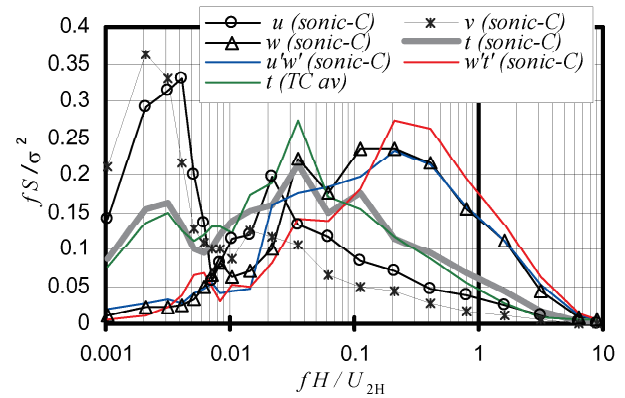 u (sonic-C) v (sonic-C)
w (sonic-C) t (sonic-C)
u'w' (sonic-C) w't' (sonic-C)
t (TC av)
0.4
0.35
0.3
0.25
0.2
0.15
0.1
0.05
0
fS/σ²
0.001 0.01 0.1 1 10
fH/U₂H